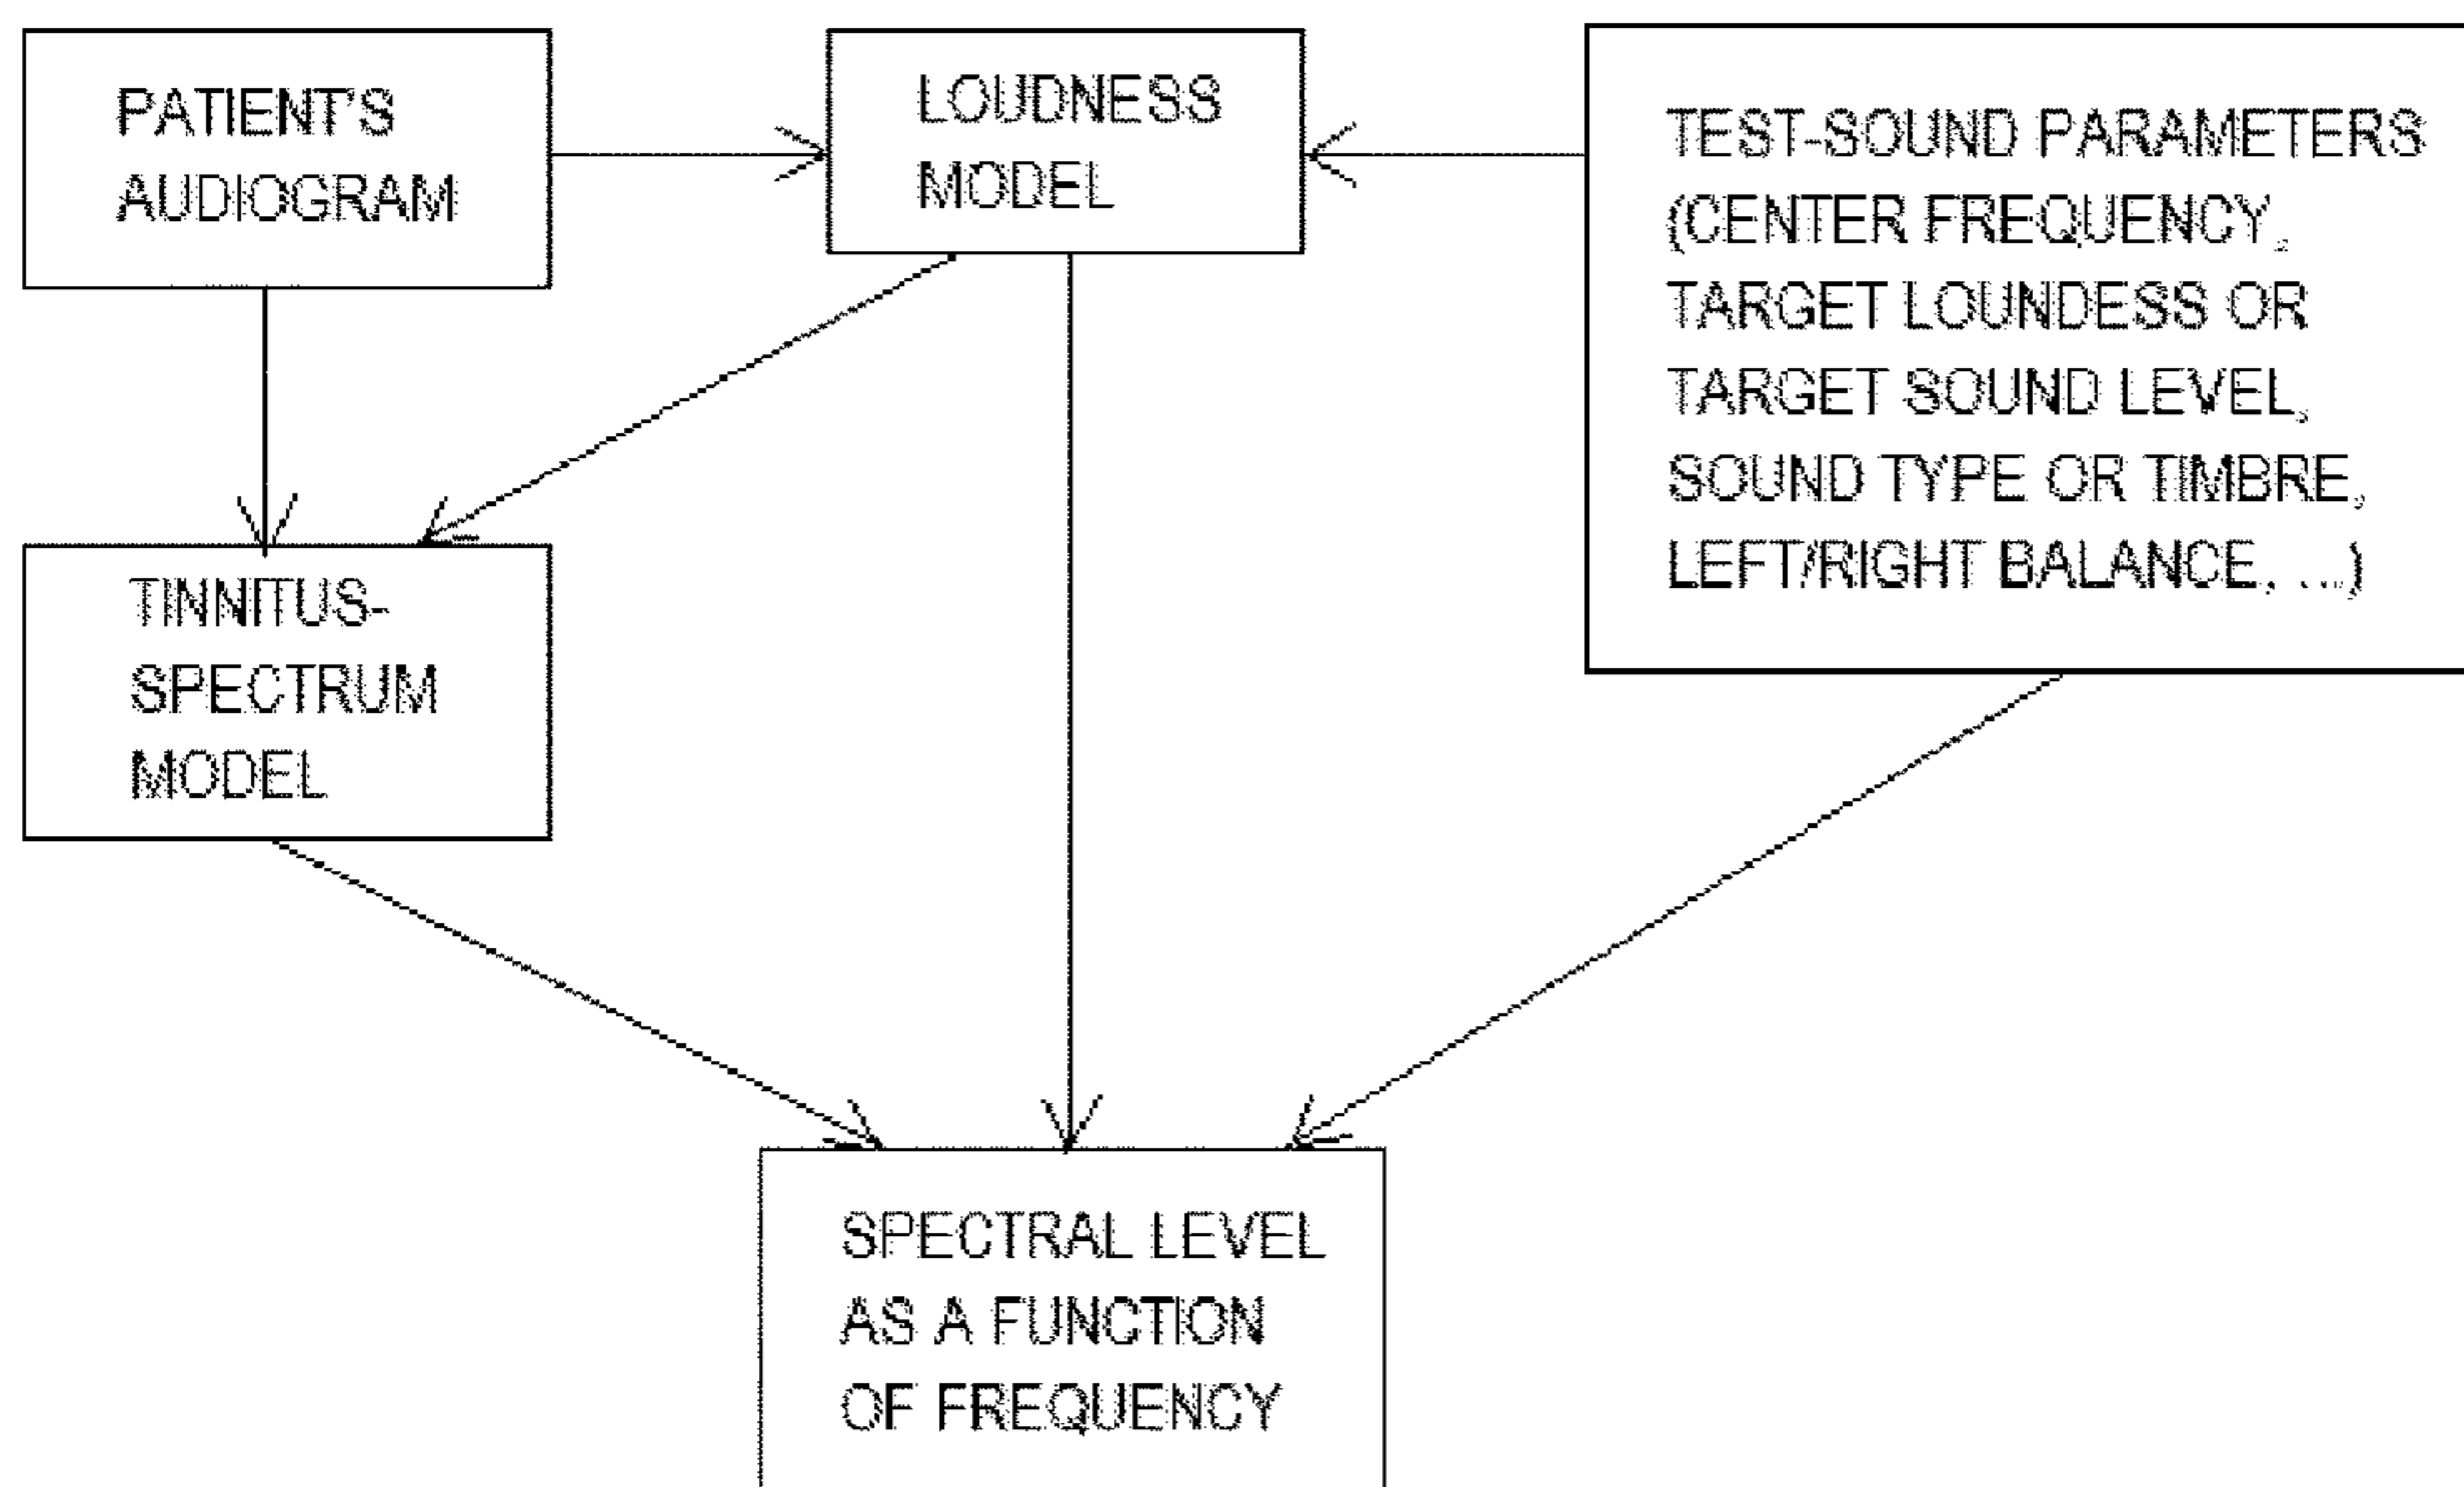 PATIENT'S
AUDIOGRAM
LOUDNESS
MODEL
TEST-SOUND PARAMETERS
(CENTER FREQUENCY,
TARGET LOUNDESS OR
TARGET SOUND LEVEL,
SOUND TYPE OR TIMBRE,
LEFT/RIGHT BALANCE, ...)
TINNITUS-
SPECTRUM
MODEL
SPECTRAL LEVEL
AS A FUNCTION
OF FREQUENCY